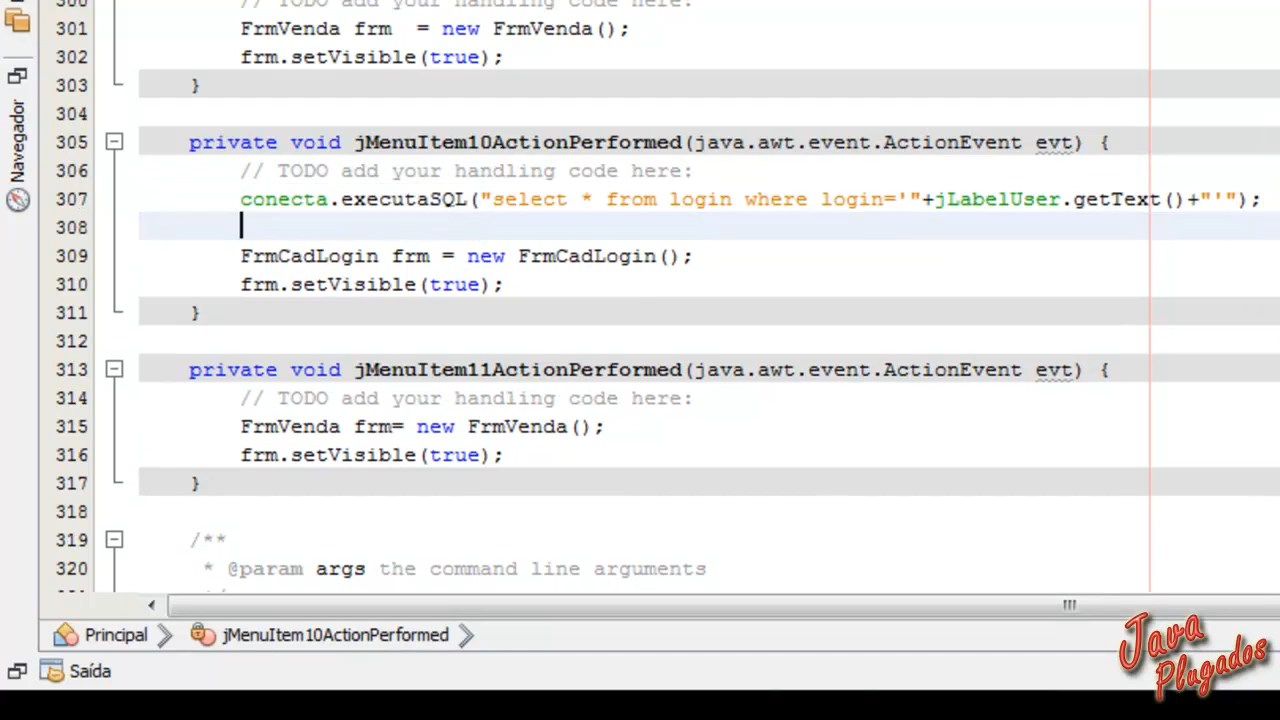 300 // TODO add your handling code here:
301 FrmVenda frm  = new FrmVenda();
302 frm.setVisible(true);
303 }
304
305 private void jMenuItem10ActionPerformed(java.awt.event.ActionEvent evt) {
306 // TODO add your handling code here:
307 conecta.executaSQL("select * from login where login='"+jLabelUser.getText()+"'");
308
309 FrmCadLogin frm = new FrmCadLogin();
310 frm.setVisible(true);
311 }
312
313 private void jMenuItem11ActionPerformed(java.awt.event.ActionEvent evt) {
314 // TODO add your handling code here:
315 FrmVenda frm= new FrmVenda();
316 frm.setVisible(true);
317 }
318
319 /**
320 * @param args the command line arguments
Navegador
Principal jMenuItem10ActionPerformed
Saída
Java
Plugados